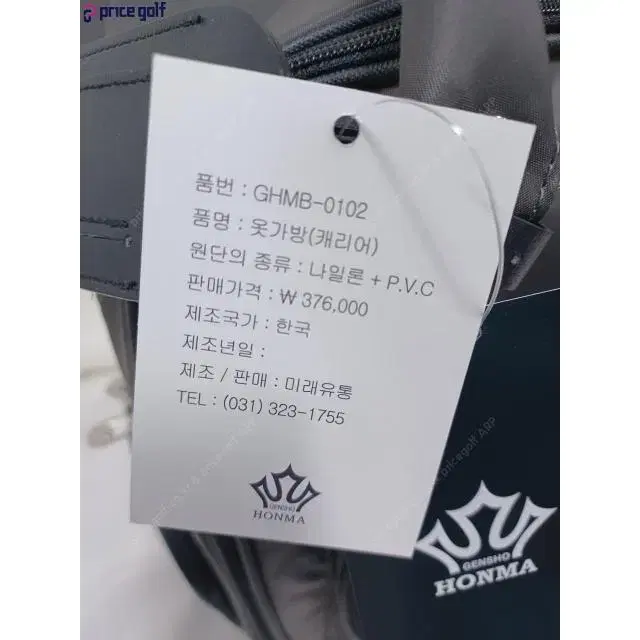 price golf
품번 : GHMB-0102
품명 : 옷가방(캐리어)
원단의 종류 : 나일론 + P.V.C
판매가격 : ₩ 376,000
제조국가 : 한국
제조년일 :
제조 / 판매 : 미래유통
TEL : (031) 323-1755
GENSHO
HONMA
GENSHO
HONMA